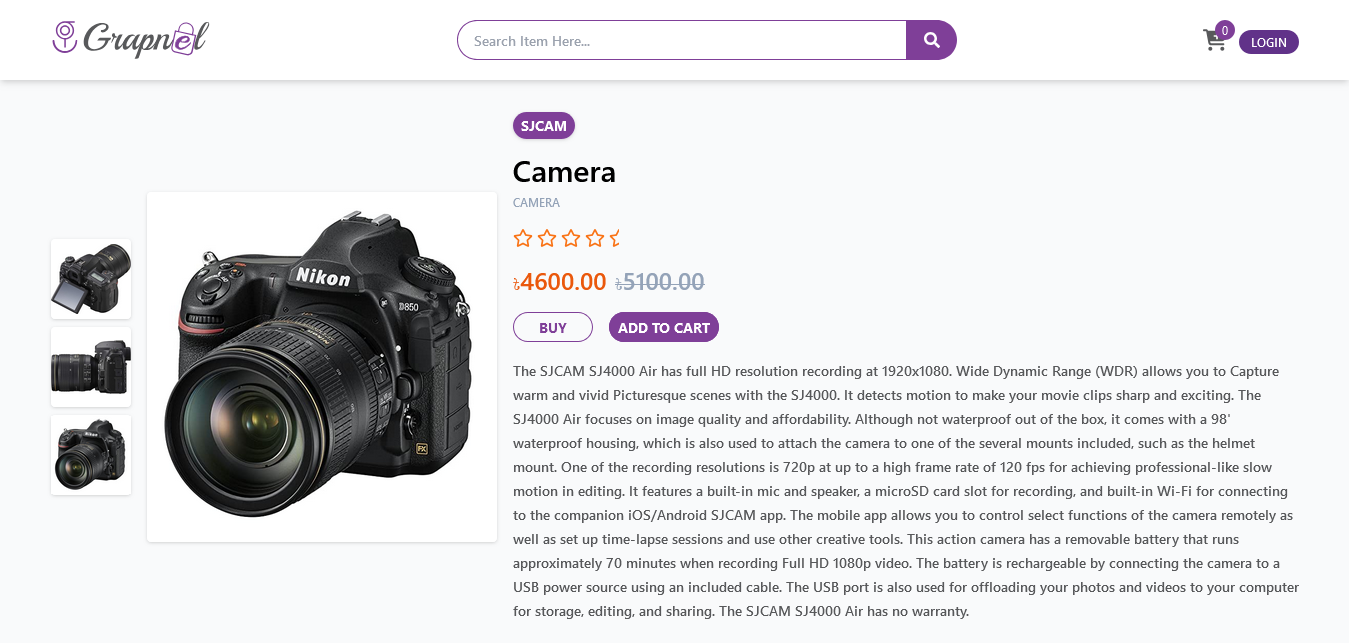 Grapnel
Search Item Here...
0
LOGIN
SJCAM
Camera
CAMERA
৳4600.00 ৳5100.00
BUY
ADD TO CART
Nikon
D850
FX
The SJCAM SJ4000 Air has full HD resolution recording at 1920x1080. Wide Dynamic Range (WDR) allows you to Capture
warm and vivid Picturesque scenes with the SJ4000. It detects motion to make your movie clips sharp and exciting. The
SJ4000 Air focuses on image quality and affordability. Although not waterproof out of the box, it comes with a 98'
waterproof housing, which is also used to attach the camera to one of the several mounts included, such as the helmet
mount. One of the recording resolutions is 720p at up to a high frame rate of 120 fps for achieving professional-like slow
motion in editing. It features a built-in mic and speaker, a microSD card slot for recording, and built-in Wi-Fi for connecting
to the companion iOS/Android SJCAM app. The mobile app allows you to control select functions of the camera remotely as
well as set up time-lapse sessions and use other creative tools. This action camera has a removable battery that runs
approximately 70 minutes when recording Full HD 1080p video. The battery is rechargeable by connecting the camera to a
USB power source using an included cable. The USB port is also used for offloading your photos and videos to your computer
for storage, editing, and sharing. The SJCAM SJ4000 Air has no warranty.